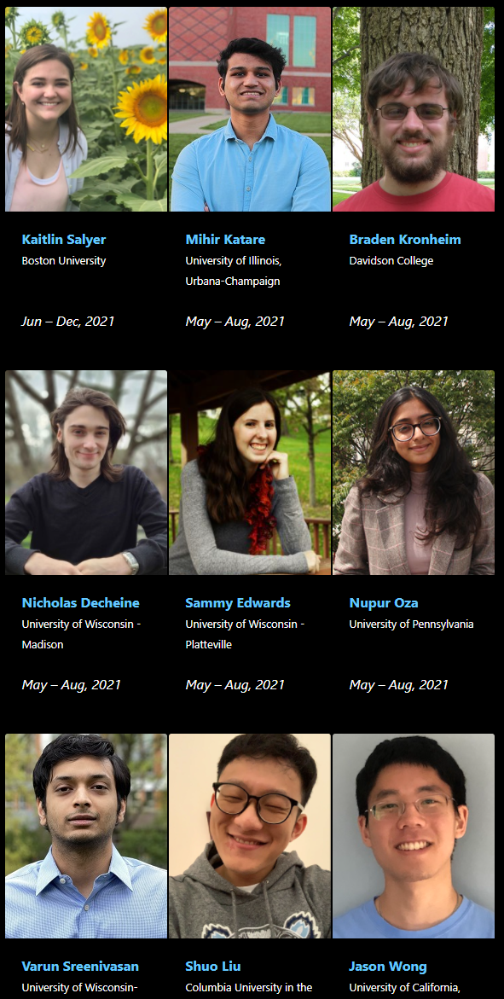 Kaitlin Salyer
Boston University
Jun – Dec, 2021
Mihir Katare
University of Illinois,
Urbana-Champaign
May – Aug, 2021
Braden Kronheim
Davidson College
May – Aug, 2021
Nicholas Decheine
University of Wisconsin -
Madison
May – Aug, 2021
Sammy Edwards
University of Wisconsin -
Platteville
May – Aug, 2021
Nupur Oza
University of Pennsylvania
May – Aug, 2021
Varun Sreenivasan
University of Wisconsin-
Shuo Liu
Columbia University in the
Jason Wong
University of California,